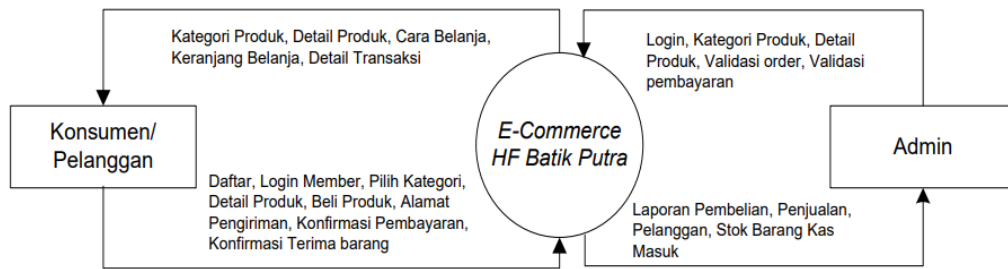 Kategori Produk, Detail Produk, Cara Belanja,
Keranjang Belanja, Detail Transaksi
Login, Kategori Produk, Detail
Produk, Validasi order, Validasi
pembayaran
Konsumen/
Pelanggan
E-Commerce
HF Batik Putra
Admin
Daftar, Login Member, Pilih Kategori,
Detail Produk, Beli Produk, Alamat
Pengiriman, Konfirmasi Pembayaran,
Konfirmasi Terima barang
Laporan Pembelian, Penjualan,
Pelanggan, Stok Barang Kas
Masuk